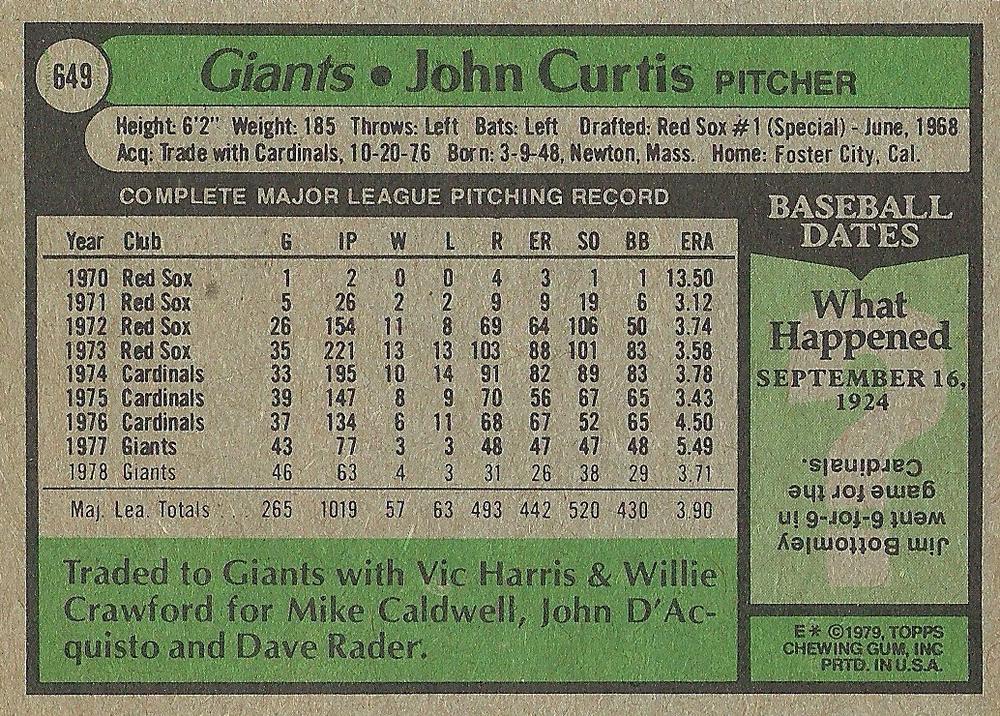 649 Giants • John Curtis PITCHER
Height: 6'2" Weight: 185 Throws: Left Bats: Left Drafted: Red Sox #1 (Special) - June, 1968
Acq: Trade with Cardinals, 10-20-76 Born: 3-9-48, Newton, Mass. Home: Foster City, Cal.
COMPLETE MAJOR LEAGUE PITCHING RECORD
Year Club G IP W L R ER SO BB ERA
1970 Red Sox 1 2 0 0 4 3 1 1 13.50
1971 Red Sox 5 26 2 2 9 9 19 6 3.12
1972 Red Sox 26 154 11 8 69 64 106 50 3.74
1973 Red Sox 35 221 13 13 103 88 101 83 3.58
1974 Cardinals 33 195 10 14 91 82 89 83 3.78
1975 Cardinals 39 147 8 9 70 56 67 65 3.43
1976 Cardinals 37 134 6 11 68 67 52 65 4.50
1977 Giants 43 77 3 3 48 47 47 48 5.49
1978 Giants 46 63 4 3 31 26 38 29 3.71
Maj. Lea. Totals 265 1019 57 63 493 442 520 430 3.90
Traded to Giants with Vic Harris & Willie
Crawford for Mike Caldwell, John D'Ac-
quisto and Dave Rader.
BASEBALL
DATES
What
Happened
SEPTEMBER 16,
1924
?
Jim Bottomley
went 6-for-6 in
game for the
Cardinals.
E* ©1979, TOPPS
CHEWING GUM, INC
PRTD. IN U.S.A.